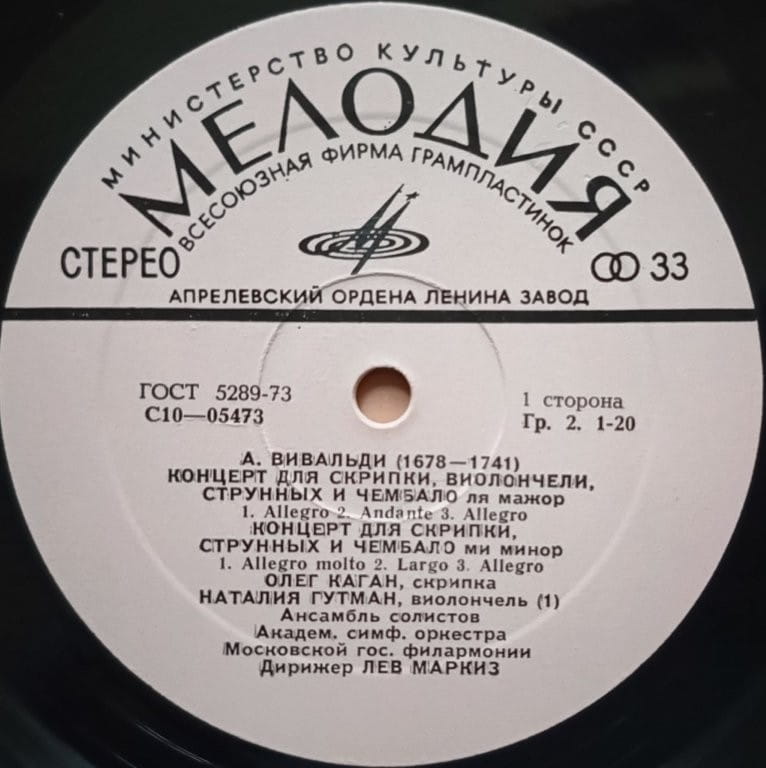 МИНИСТЕРСТВО КУЛЬТУРЫ СССР
МЕЛОДИЯ
ВСЕСОЮЗНАЯ ФИРМА ГРАМПЛАСТИНОК
СТЕРЕО
33
АПРЕЛЕВСКИЙ ОРДЕНА ЛЕНИНА ЗАВОД
ГОСТ 5289-73
С10—05473
1 сторона
Гр. 2. 1-20
А. ВИВАЛЬДИ (1678—1741)
КОНЦЕРТ ДЛЯ СКРИПКИ, ВИОЛОНЧЕЛИ,
СТРУННЫХ И ЧЕМБАЛО ля мажор
1. Allegro 2. Andante 3. Allegro
КОНЦЕРТ ДЛЯ СКРИПКИ,
СТРУННЫХ И ЧЕМБАЛО ми минор
1. Allegro molto 2. Largo 3. Allegro
ОЛЕГ КАГАН, скрипка
НАТАЛИЯ ГУТМАН, виолончель (1)
Ансамбль солистов
Академ. симф. оркестра
Московской гос. филармонии
Дирижер ЛЕВ МАРКИЗ